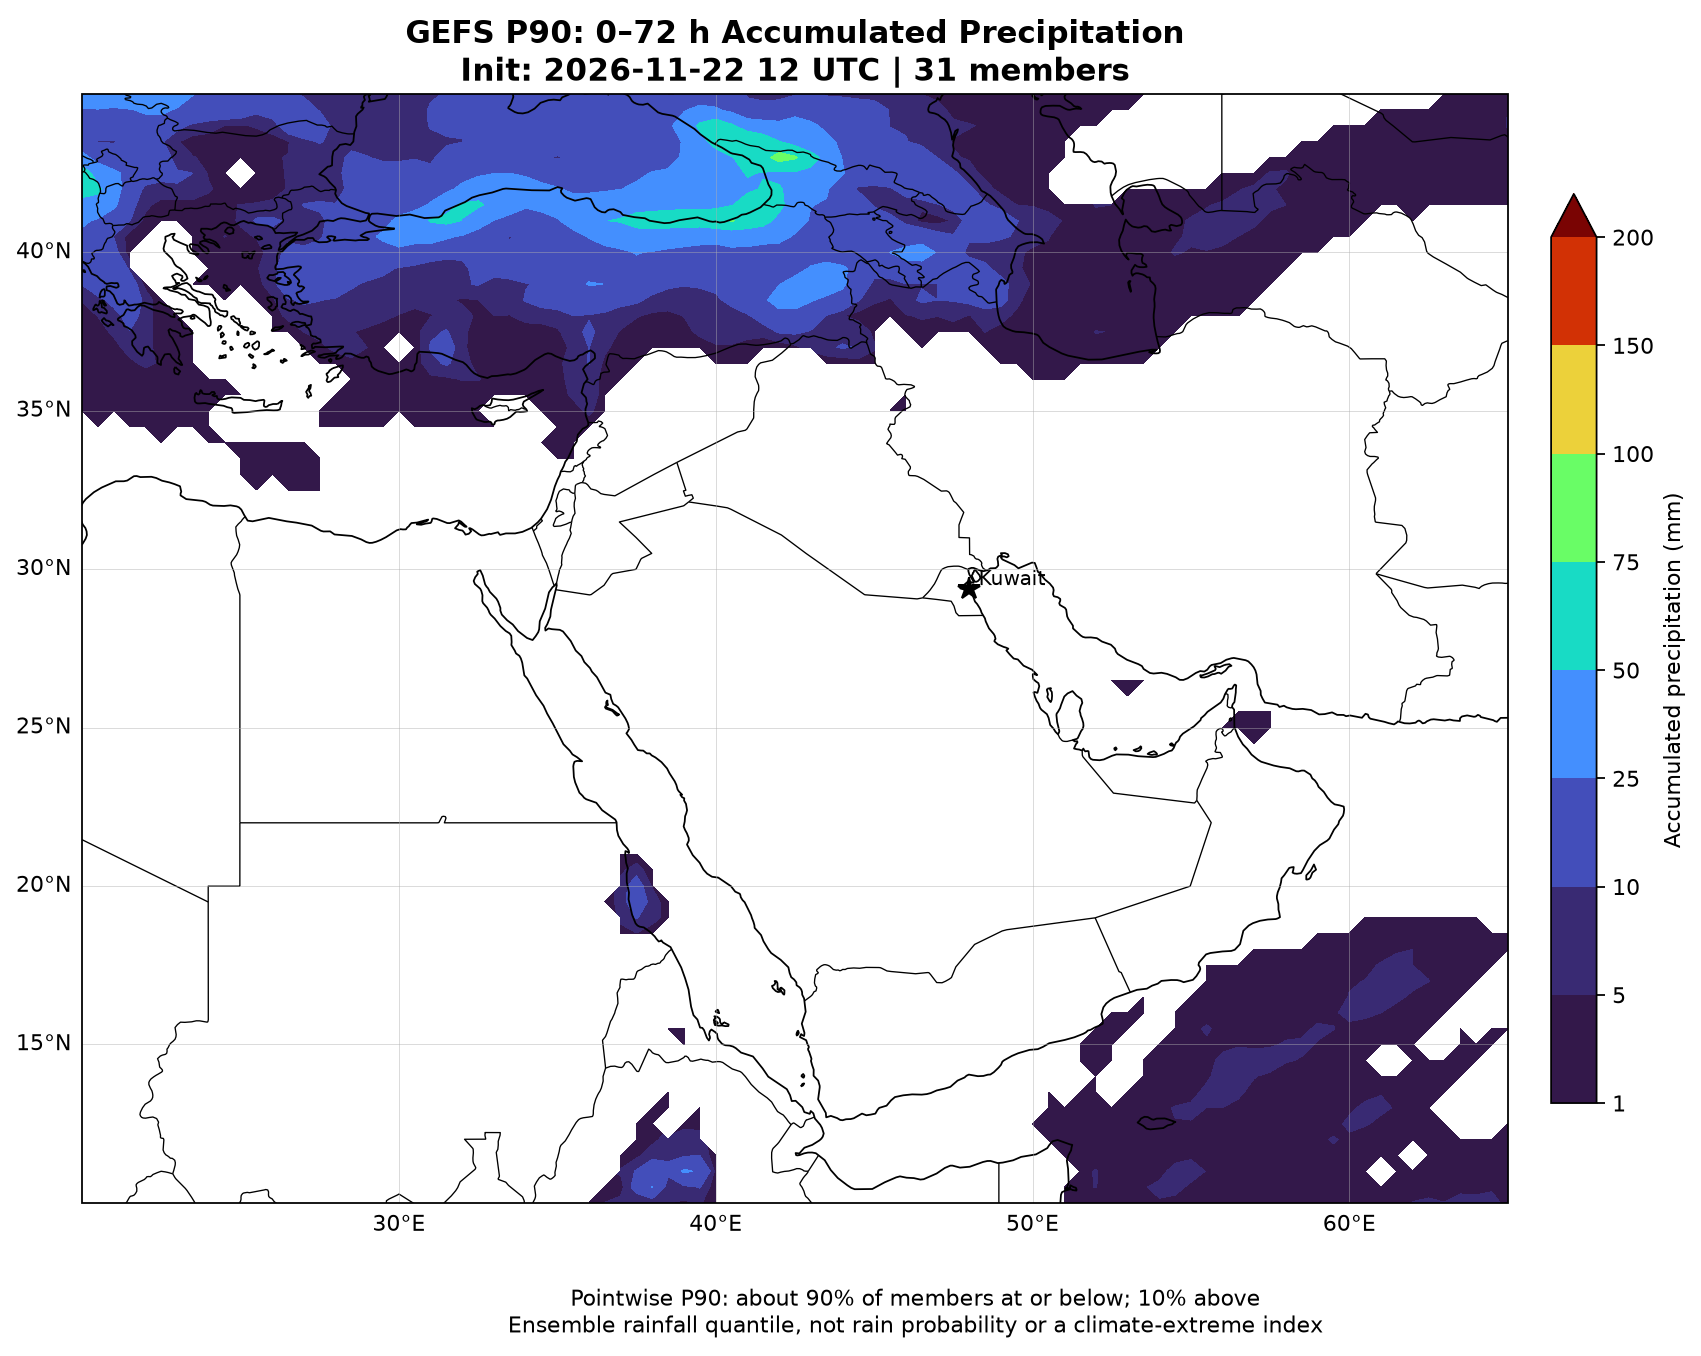 GEFS P90: 0–72 h Accumulated Precipitation
Init: 2026-11-22 12 UTC | 31 members
40°N
35°N
30°N
25°N
20°N
15°N
Kuwait
30°E
40°E
50°E
60°E
200
150
100
75
50
25
10
5
1
Accumulated precipitation (mm)
Pointwise P90: about 90% of members at or below; 10% above
Ensemble rainfall quantile, not rain probability or a climate-extreme index